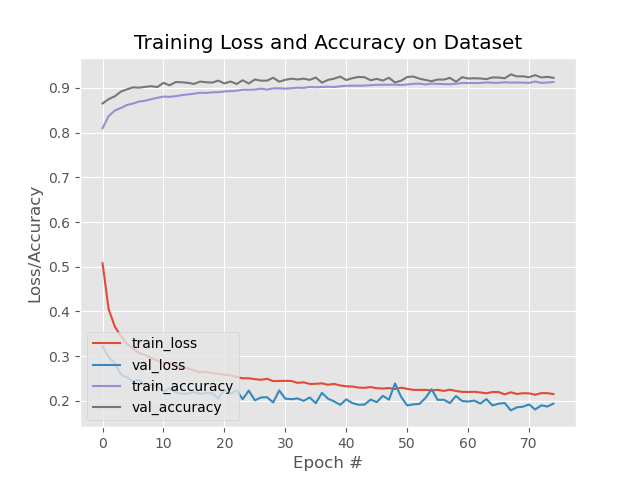 Training Loss and Accuracy on Dataset
Loss/Accuracy
0.9
0.8
0.7
0.6
0.5
0.4
0.3
0.2
train_loss
val_loss
train_accuracy
val_accuracy
0 10 20 30 40 50 60 70
Epoch #